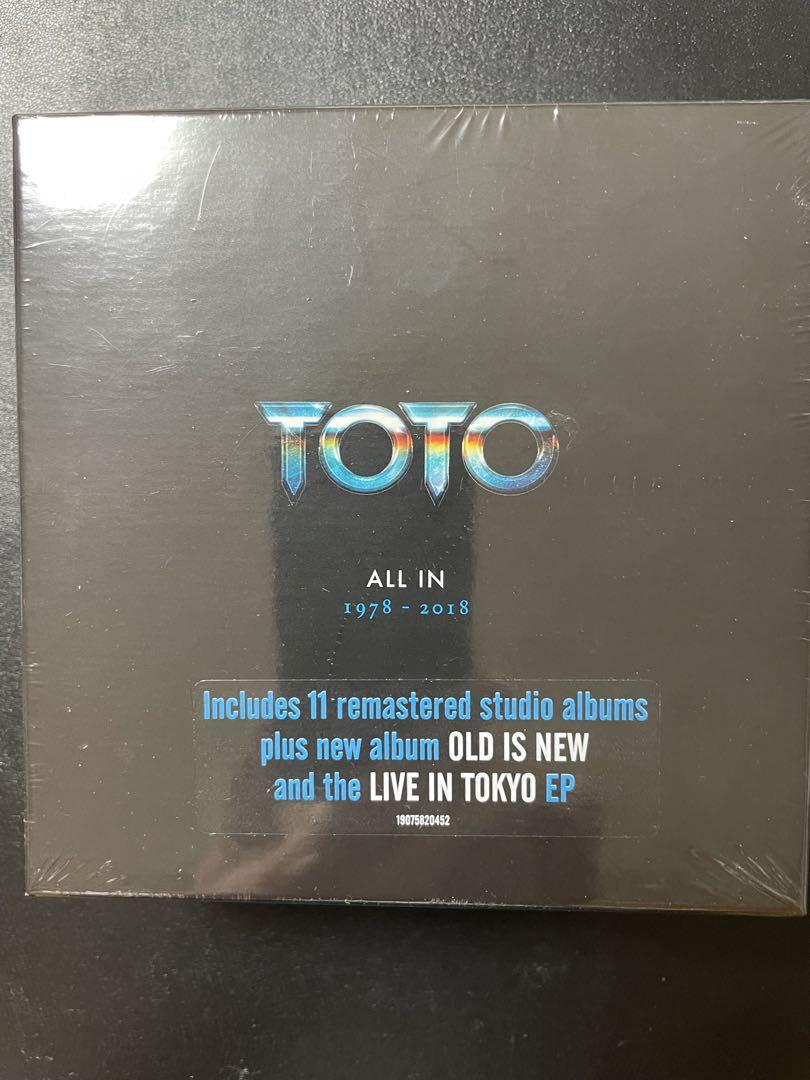 TOTO
ALL IN
1978 - 2018
Includes 11 remastered studio albums
plus new album OLD IS NEW
and the LIVE IN TOKYO EP
19075820452